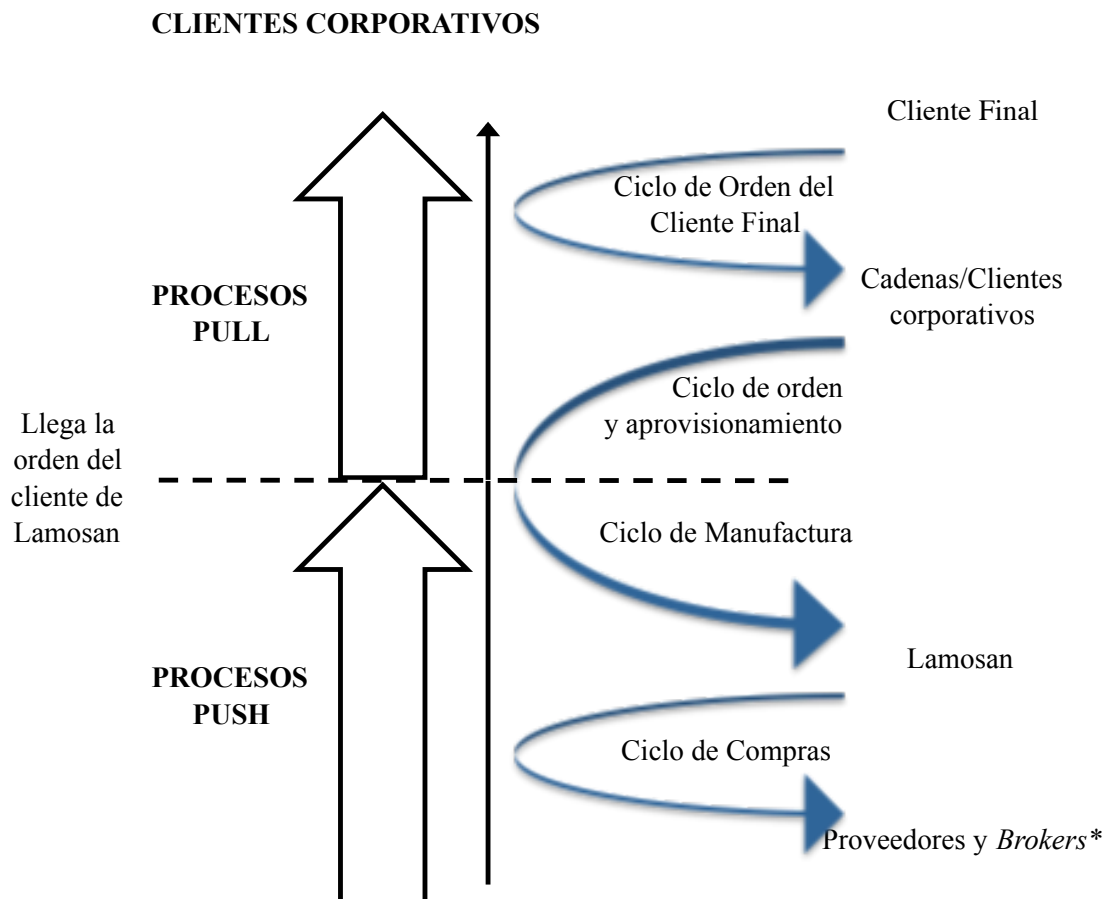 CLIENTES CORPORATIVOS
Cliente Final
Ciclo de Orden del
Cliente Final
Cadenas/Clientes
corporativos
PROCESOS
PULL
Ciclo de orden
y aprovisionamiento
Llega la
orden del
cliente de
Lamosan
Ciclo de Manufactura
Lamosan
PROCESOS
PUSH
Ciclo de Compras
Proveedores y Brokers*